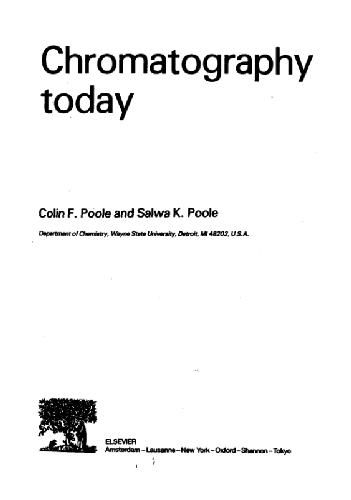 Chromatography
today
Colin F. Poole and Salwa K. Poole
Department of Chemistry, Wayne State University, Detroit, MI 48202, U.S.A.
ELSEVIER
Amsterdam – Lausanne – New York – Oxford – Shannon – Tokyo